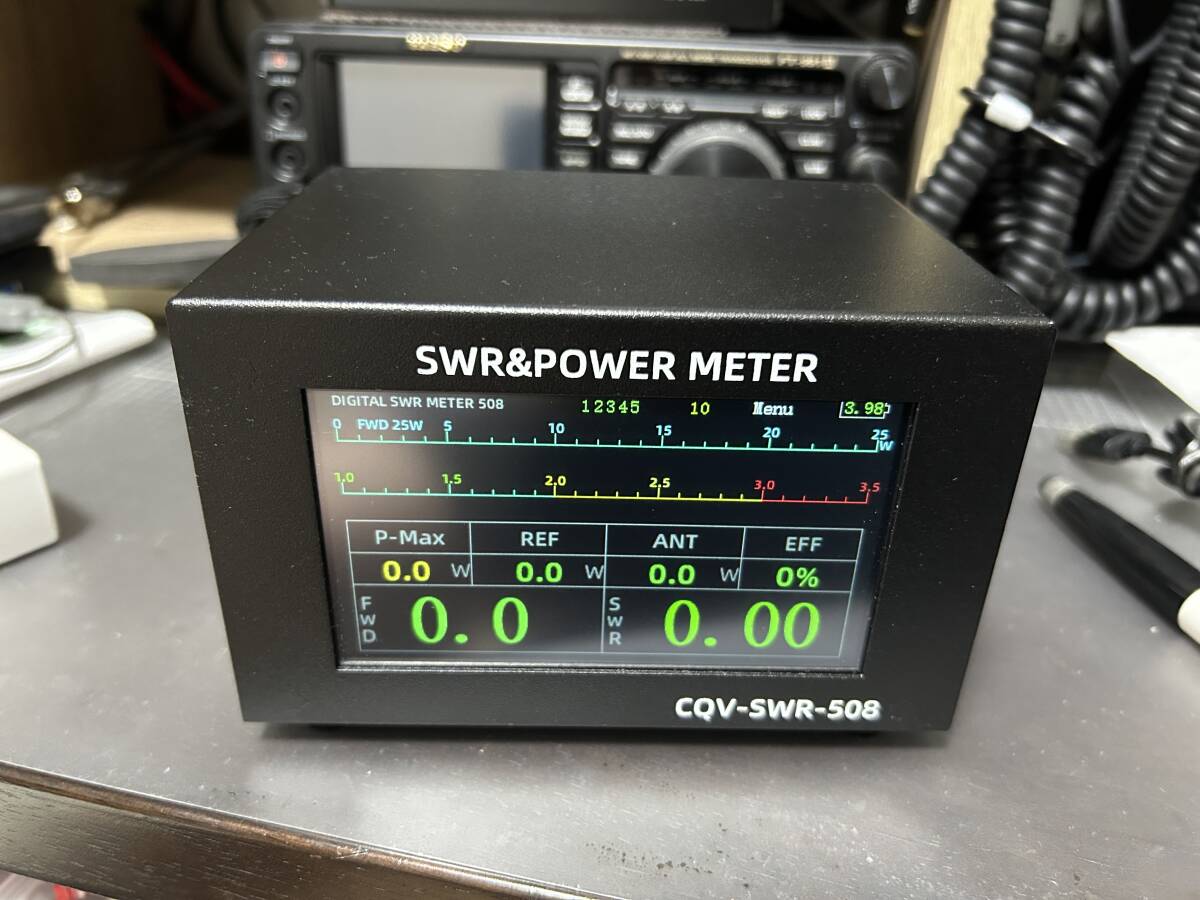 SWR&POWER METER
DIGITAL SWR METER 508 12345 10 Menu 3.98
0 FWD 25W 5 10 15 20 25 W
1.0 1.5 2.0 2.5 3.0 3.5
P-Max REF ANT EFF
0.0 W 0.0 W 0.0 W 0%
FWD 0.0 SWR 0.00
CQV-SWR-508